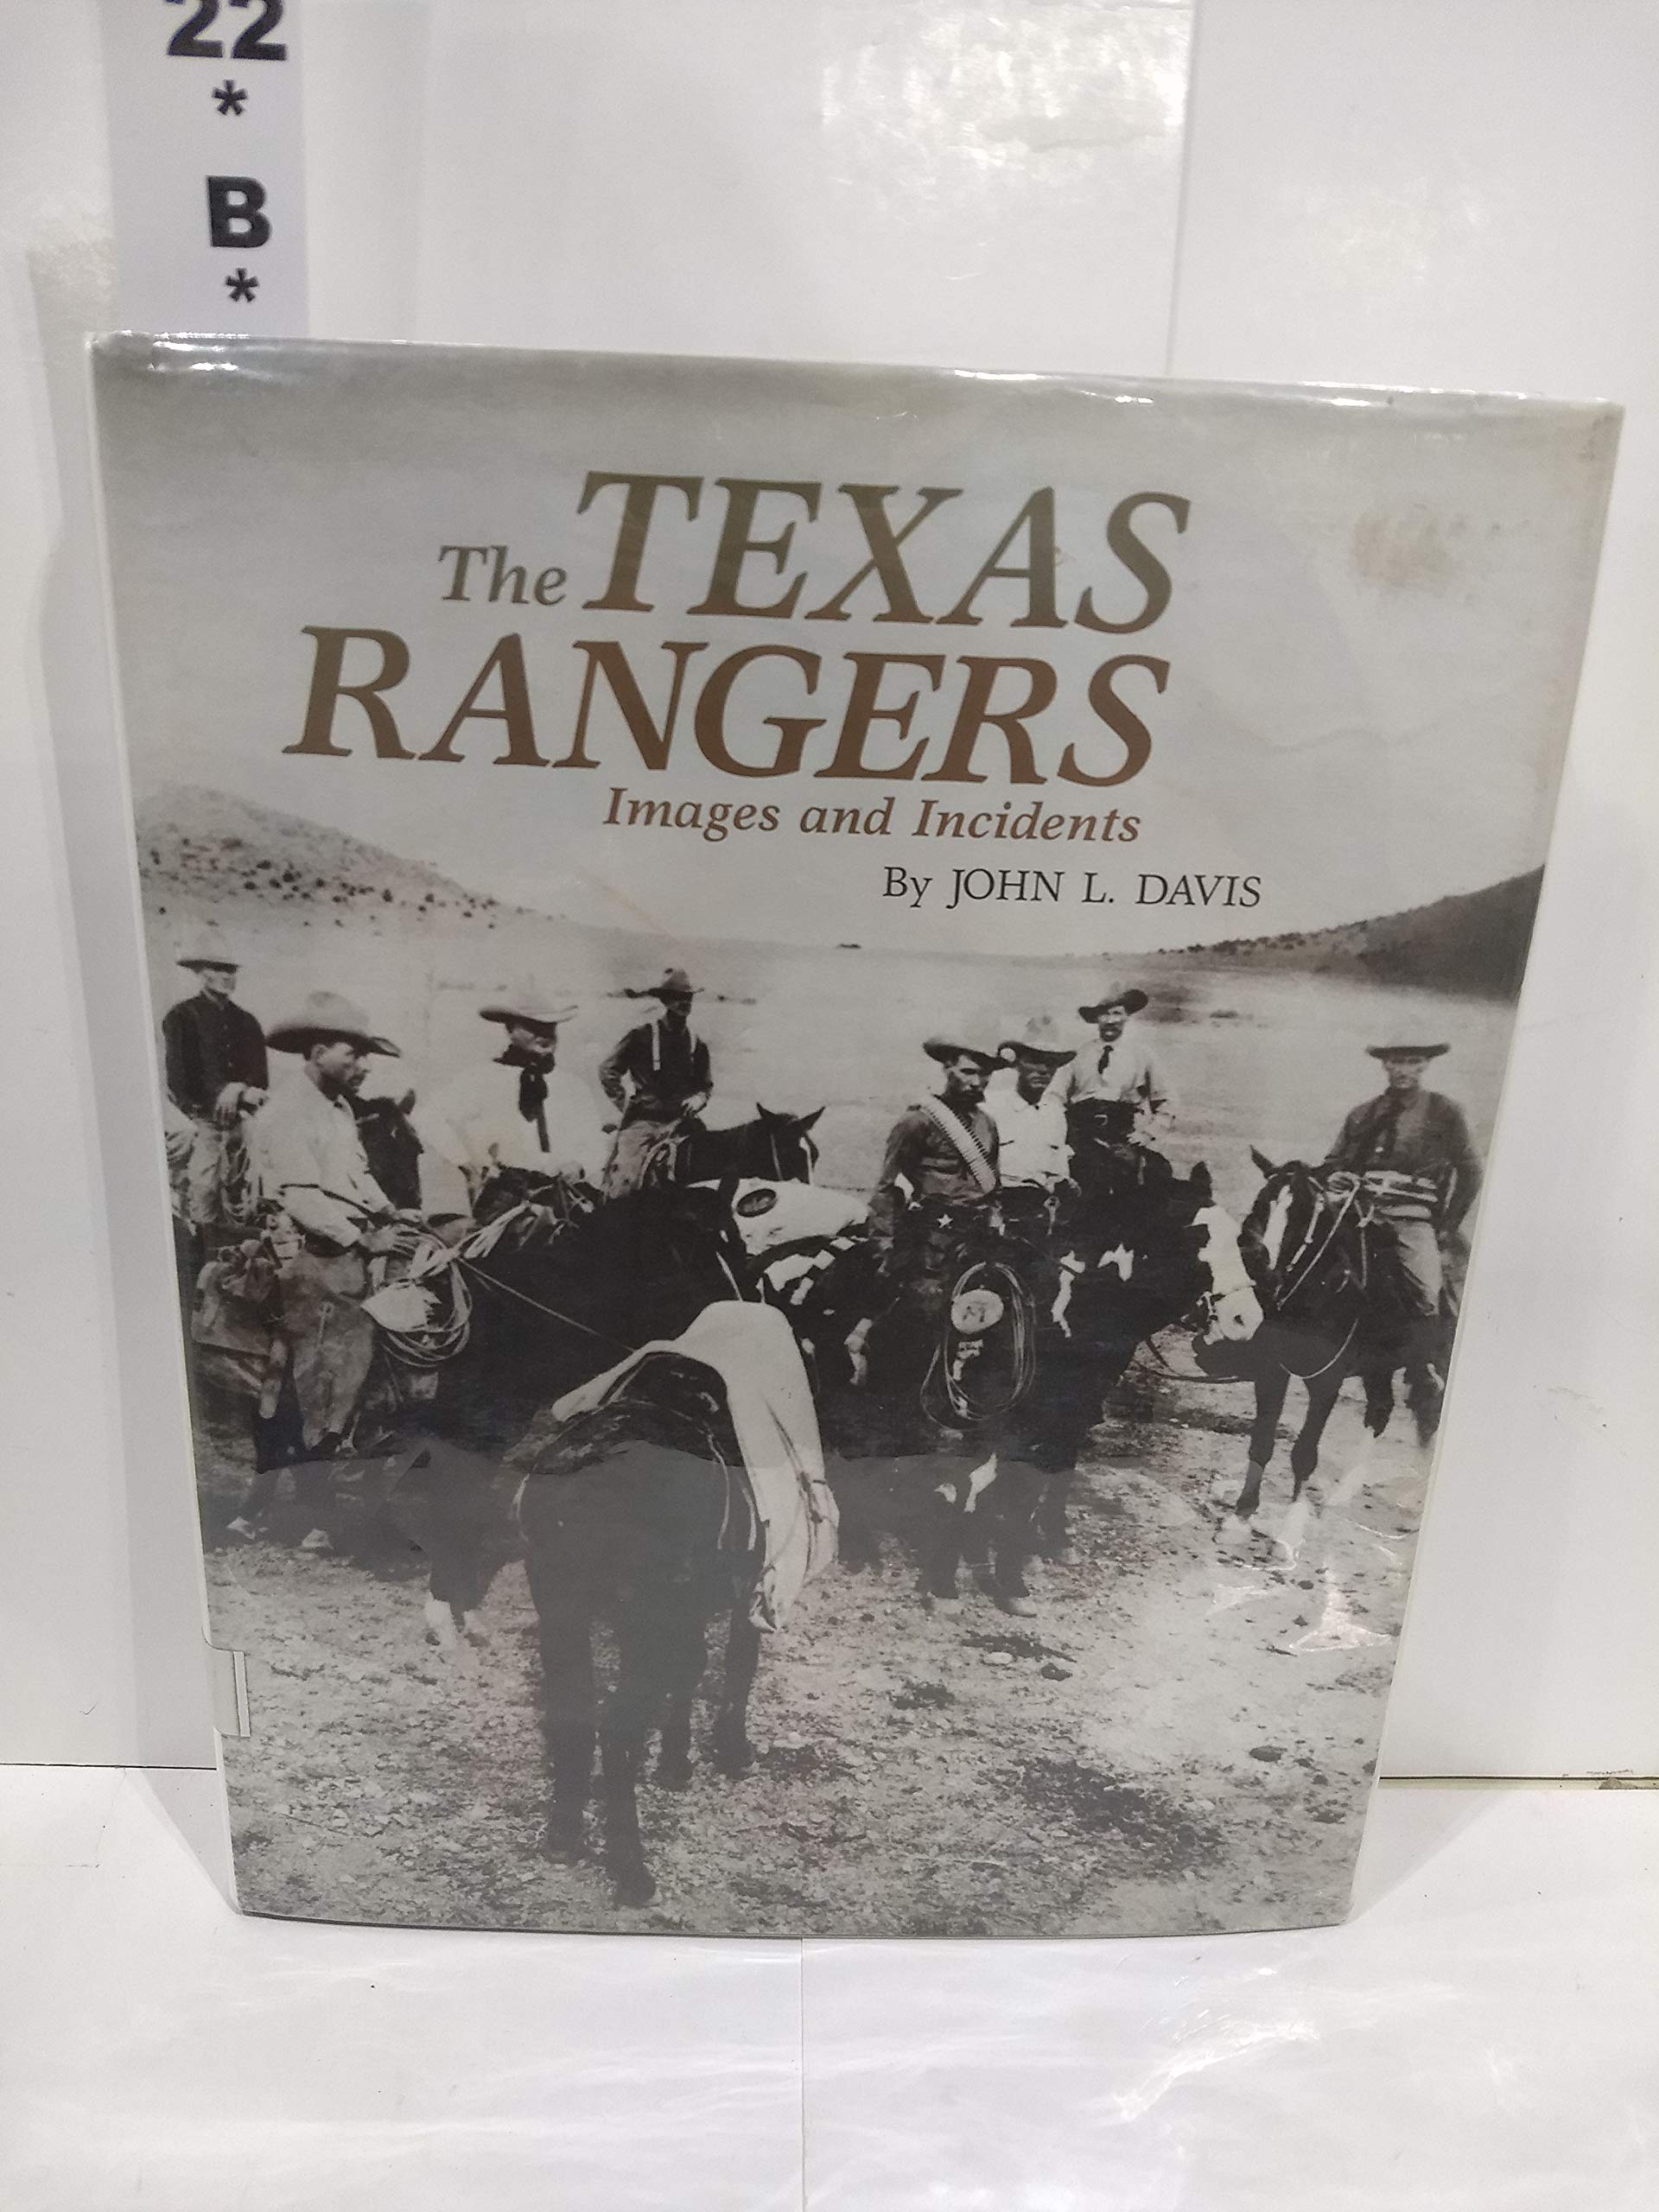 22
*
B
*
The TEXAS
RANGERS
Images and Incidents
By JOHN L. DAVIS